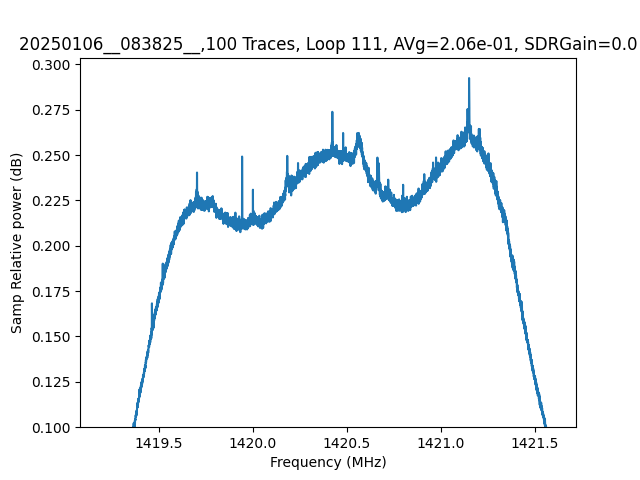 20250106__083825__,100 Traces, Loop 111, AVg=2.06e-01, SDRGain=0.0
0.300
0.275
0.250
0.225
0.200
0.175
0.150
0.125
0.100
Samp Relative power (dB)
1419.5 1420.0 1420.5 1421.0 1421.5
Frequency (MHz)